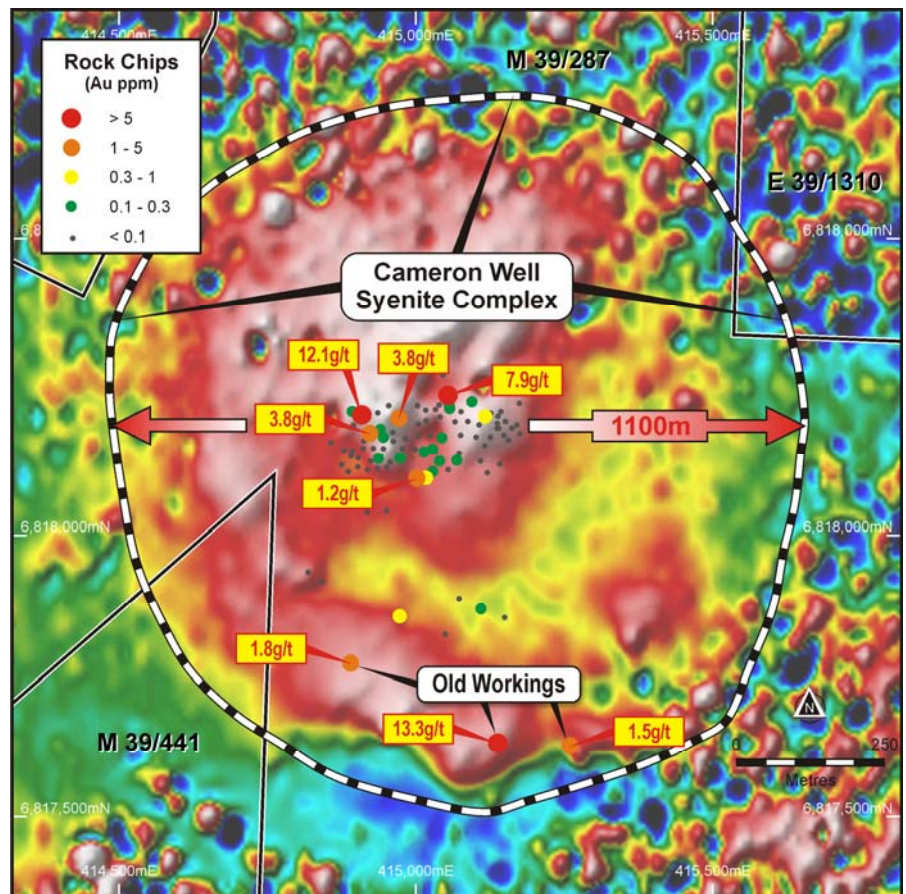 414,500mE
415,000mE
415,500mE
M 39/287
Rock Chips
(Au ppm)
> 5
1 - 5
0.3 - 1
0.1 - 0.3
< 0.1
E 39/1310
6,818,000mN
6,818,000mN
Cameron Well
Syenite Complex
12.1g/t
3.8g/t
7.9g/t
3.8g/t
1100m
1.2g/t
6,818,000mN
1.8g/t
Old Workings
N
13.3g/t
1.5g/t
M 39/441
0
250
Metres
6,817,500mN
6,817,500mN
414,500mE
415,000mE
415,500mE